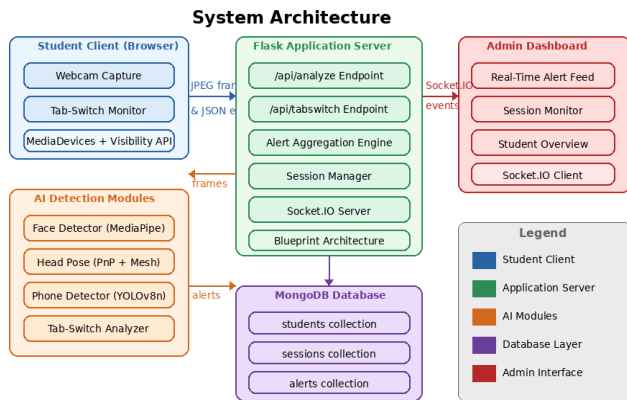 System Architecture
Student Client (Browser)
Webcam Capture
Tab-Switch Monitor
MediaDevices + Visibility API
JPEG fram
& JSON e
Flask Application Server
/api/analyze Endpoint
/api/tabswitch Endpoint
Alert Aggregation Engine
Session Manager
Socket.IO Server
Blueprint Architecture
Socket.IO
events
Admin Dashboard
Real-Time Alert Feed
Session Monitor
Student Overview
Socket.IO Client
frames
AI Detection Modules
Face Detector (MediaPipe)
Head Pose (PnP + Mesh)
Phone Detector (YOLOv8n)
Tab-Switch Analyzer
alerts
MongoDB Database
students collection
sessions collection
alerts collection
Legend
Student Client
Application Server
AI Modules
Database Layer
Admin Interface